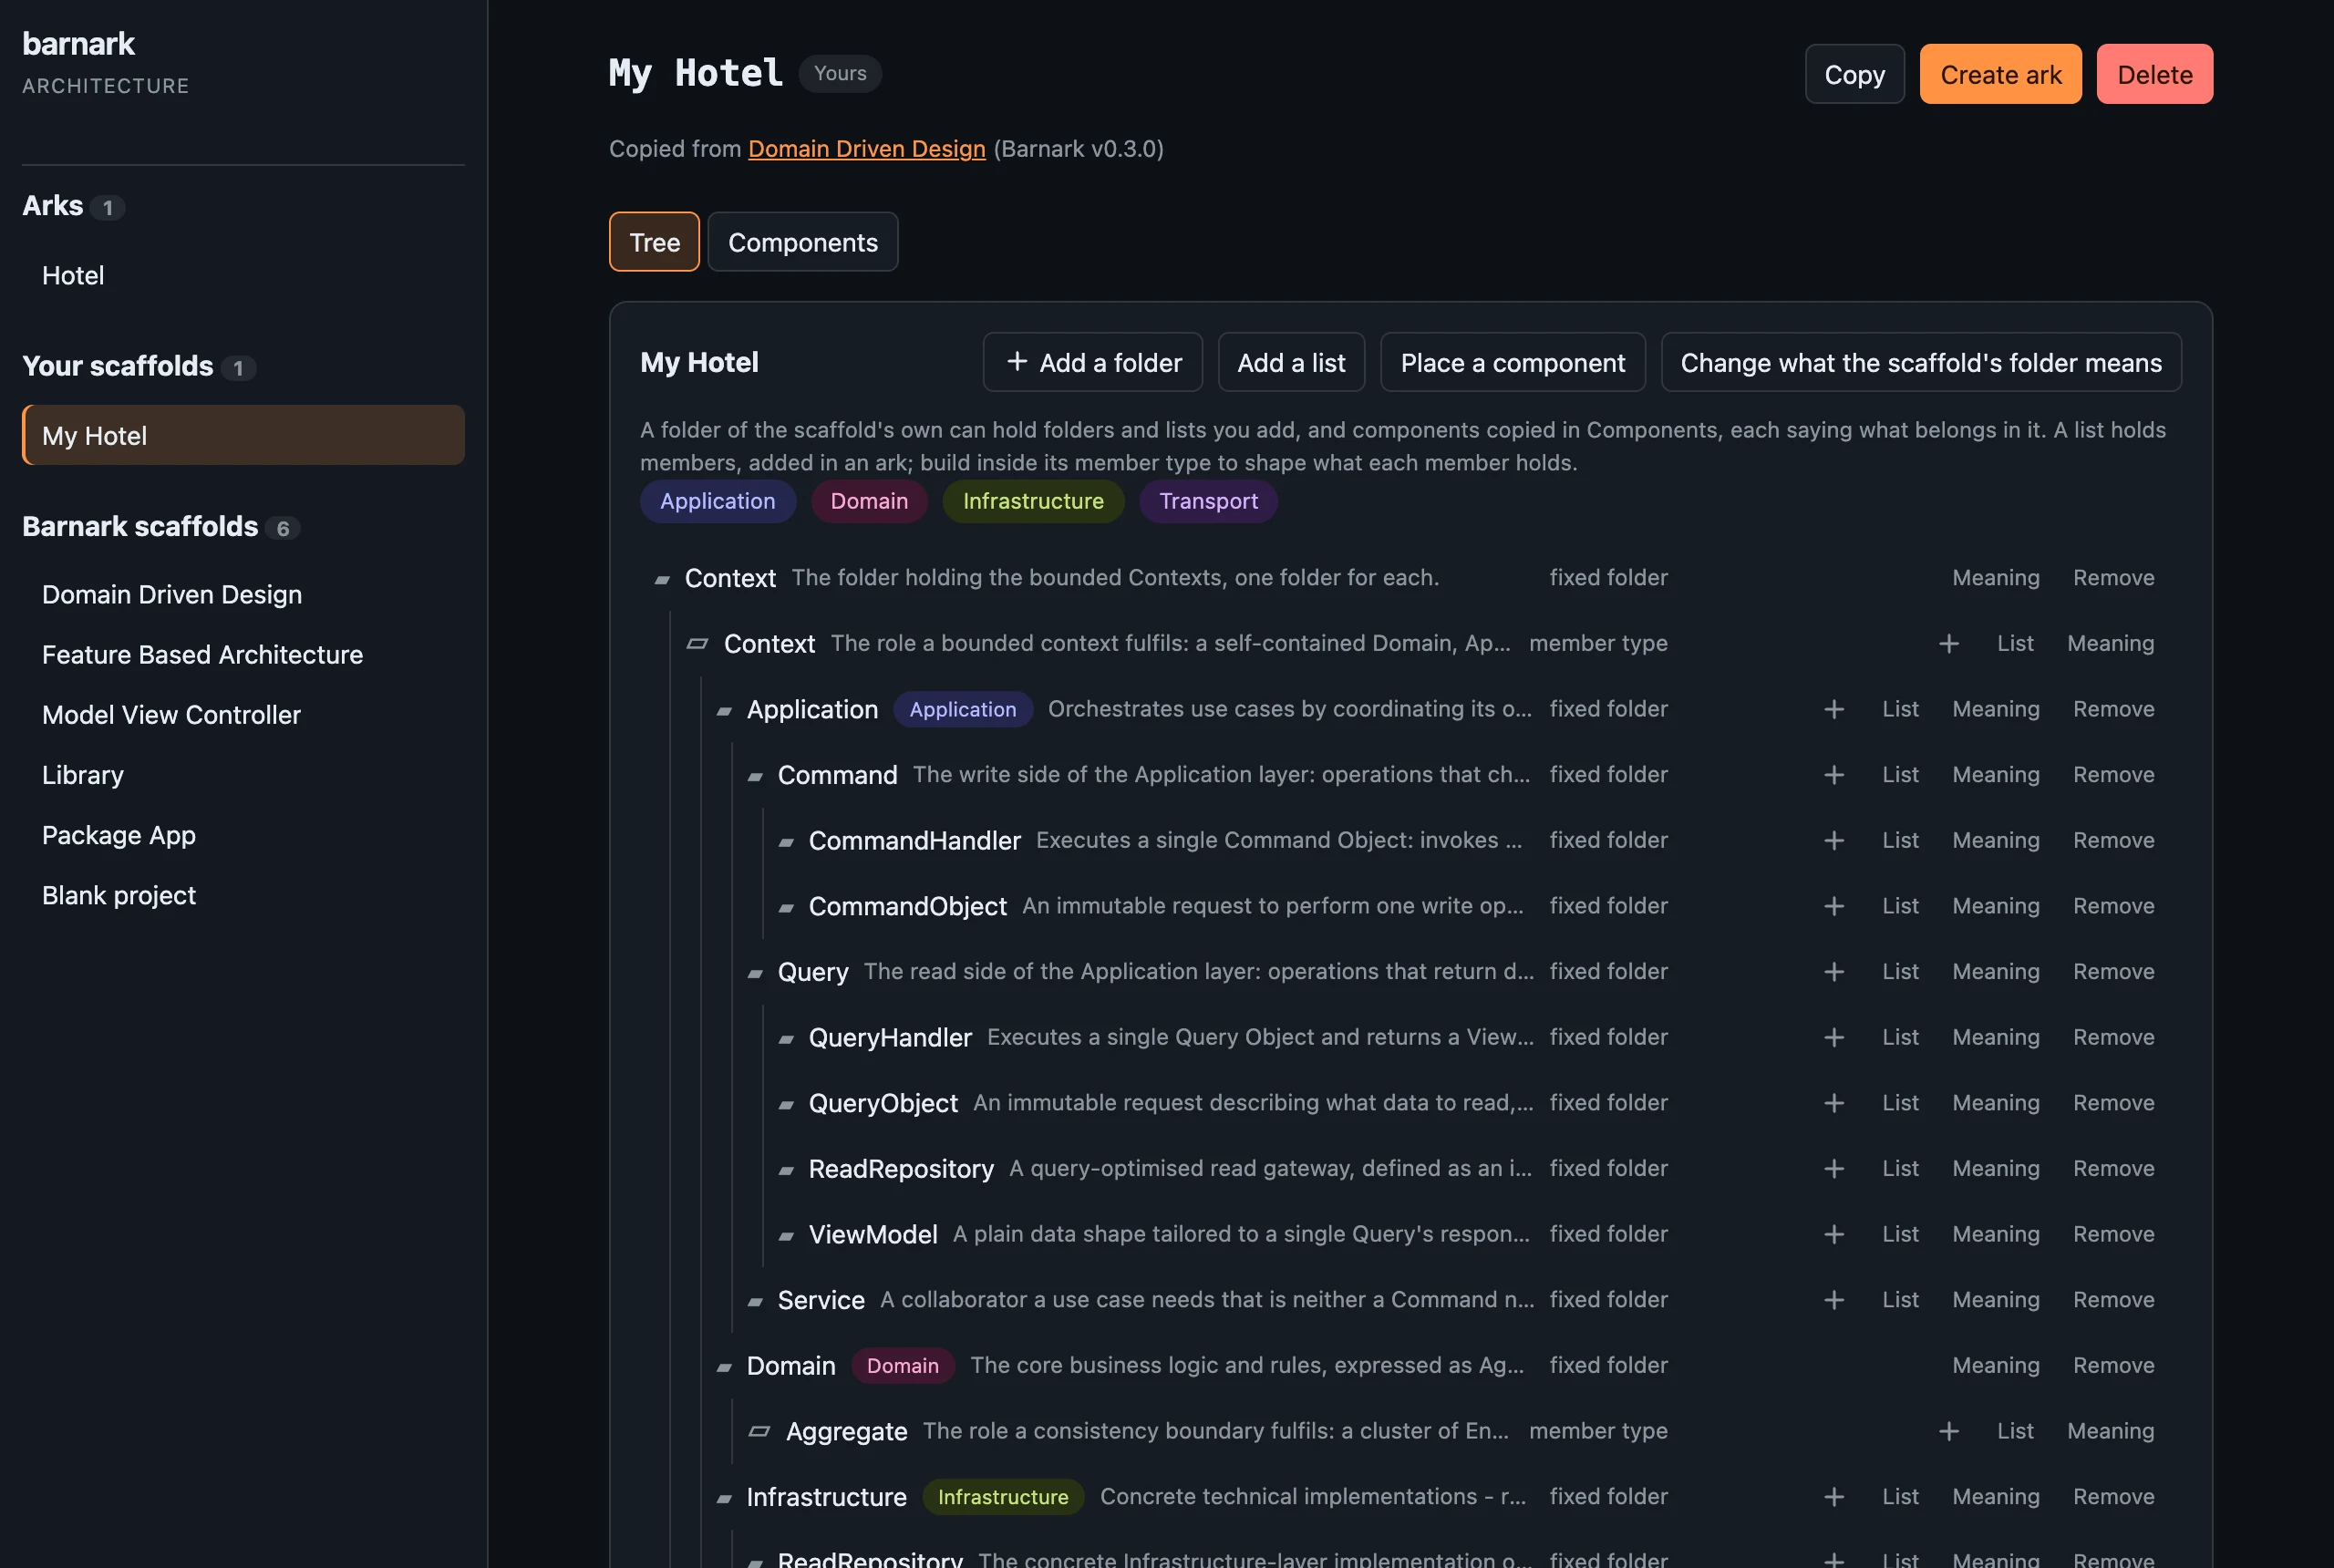 barnark
ARCHITECTURE
Arks 1
Hotel
Your scaffolds 1
My Hotel
Barnark scaffolds 6
Domain Driven Design
Feature Based Architecture
Model View Controller
Library
Package App
Blank project
My Hotel Yours
Copy Create ark Delete
Copied from Domain Driven Design (Barnark v0.3.0)
Tree Components
My Hotel + Add a folder Add a list Place a component Change what the scaffold's folder means
A folder of the scaffold's own can hold folders and lists you add, and components copied in Components, each saying what belongs in it. A list holds
members, added in an ark; build inside its member type to shape what each member holds.
Application Domain Infrastructure Transport
Context The folder holding the bounded Contexts, one folder for each. fixed folder Meaning Remove
Context The role a bounded context fulfils: a self-contained Domain, Ap... member type + List Meaning
Application Application Orchestrates use cases by coordinating its o... fixed folder + List Meaning Remove
Command The write side of the Application layer: operations that ch... fixed folder + List Meaning Remove
CommandHandler Executes a single Command Object: invokes ... fixed folder + List Meaning Remove
CommandObject An immutable request to perform one write op... fixed folder + List Meaning Remove
Query The read side of the Application layer: operations that return d... fixed folder + List Meaning Remove
QueryHandler Executes a single Query Object and returns a View... fixed folder + List Meaning Remove
QueryObject An immutable request describing what data to read,... fixed folder + List Meaning Remove
ReadRepository A query-optimised read gateway, defined as an i... fixed folder + List Meaning Remove
ViewModel A plain data shape tailored to a single Query's respon... fixed folder + List Meaning Remove
Service A collaborator a use case needs that is neither a Command n... fixed folder + List Meaning Remove
Domain Domain The core business logic and rules, expressed as Ag... fixed folder Meaning Remove
Aggregate The role a consistency boundary fulfils: a cluster of En... member type + List Meaning
Infrastructure Infrastructure Concrete technical implementations - r... fixed folder + List Meaning Remove
ReadRepository The concrete Infrastructure-layer implementation o... fixed folder + List Meaning Remove